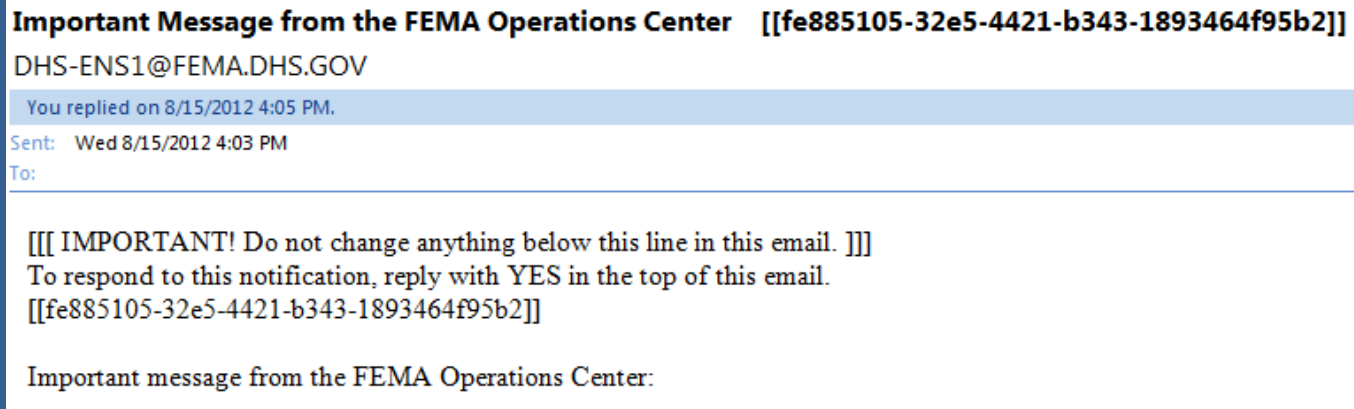 Important Message from the FEMA Operations Center [[fe885105-32e5-4421-b343-1893464f95b2]]
DHS-ENS1@FEMA.DHS.GOV
You replied on 8/15/2012 4:05 PM.
Sent: Wed 8/15/2012 4:03 PM
To:
[[[ IMPORTANT! Do not change anything below this line in this email. ]]]
To respond to this notification, reply with YES in the top of this email.
[[fe885105-32e5-4421-b343-1893464f95b2]]
Important message from the FEMA Operations Center: